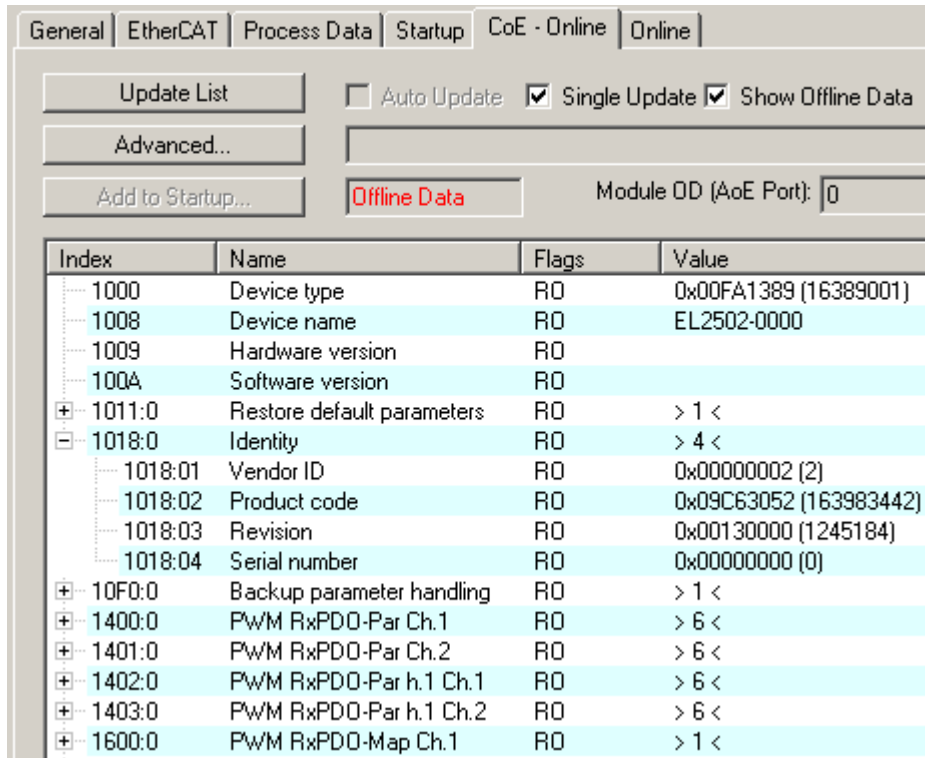 General EtherCAT Process Data Startup CoE - Online Online
Update List Auto Update Single Update Show Offline Data
Advanced...
Add to Startup... Offline Data Module OD (AoE Port): 0
Index Name Flags Value
1000 Device type RO 0x00FA1389 (16389001)
1008 Device name RO EL2502-0000
1009 Hardware version RO
100A Software version RO
1011:0 Restore default parameters RO > 1 <
1018:0 Identity RO > 4 <
1018:01 Vendor ID RO 0x00000002 (2)
1018:02 Product code RO 0x09C63052 (163983442)
1018:03 Revision RO 0x00130000 (1245184)
1018:04 Serial number RO 0x00000000 (0)
10F0:0 Backup parameter handling RO > 1 <
1400:0 PWM RxPDO-Par Ch.1 RO > 6 <
1401:0 PWM RxPDO-Par Ch.2 RO > 6 <
1402:0 PWM RxPDO-Par h.1 Ch.1 RO > 6 <
1403:0 PWM RxPDO-Par h.1 Ch.2 RO > 6 <
1600:0 PWM RxPDO-Map Ch.1 RO > 1 <